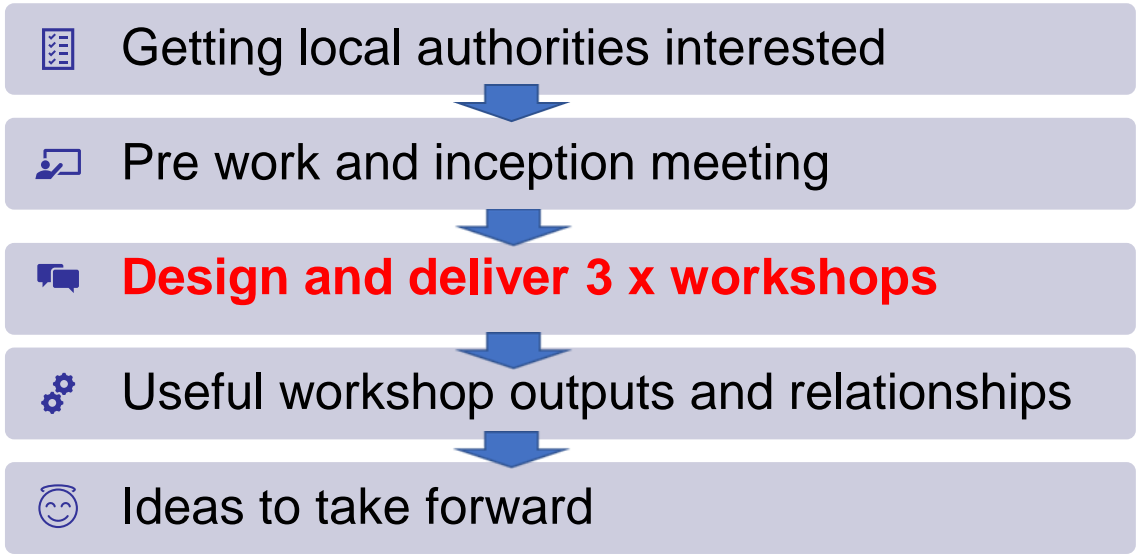 Getting local authorities interested
Pre work and inception meeting
Design and deliver 3 x workshops
Useful workshop outputs and relationships
Ideas to take forward